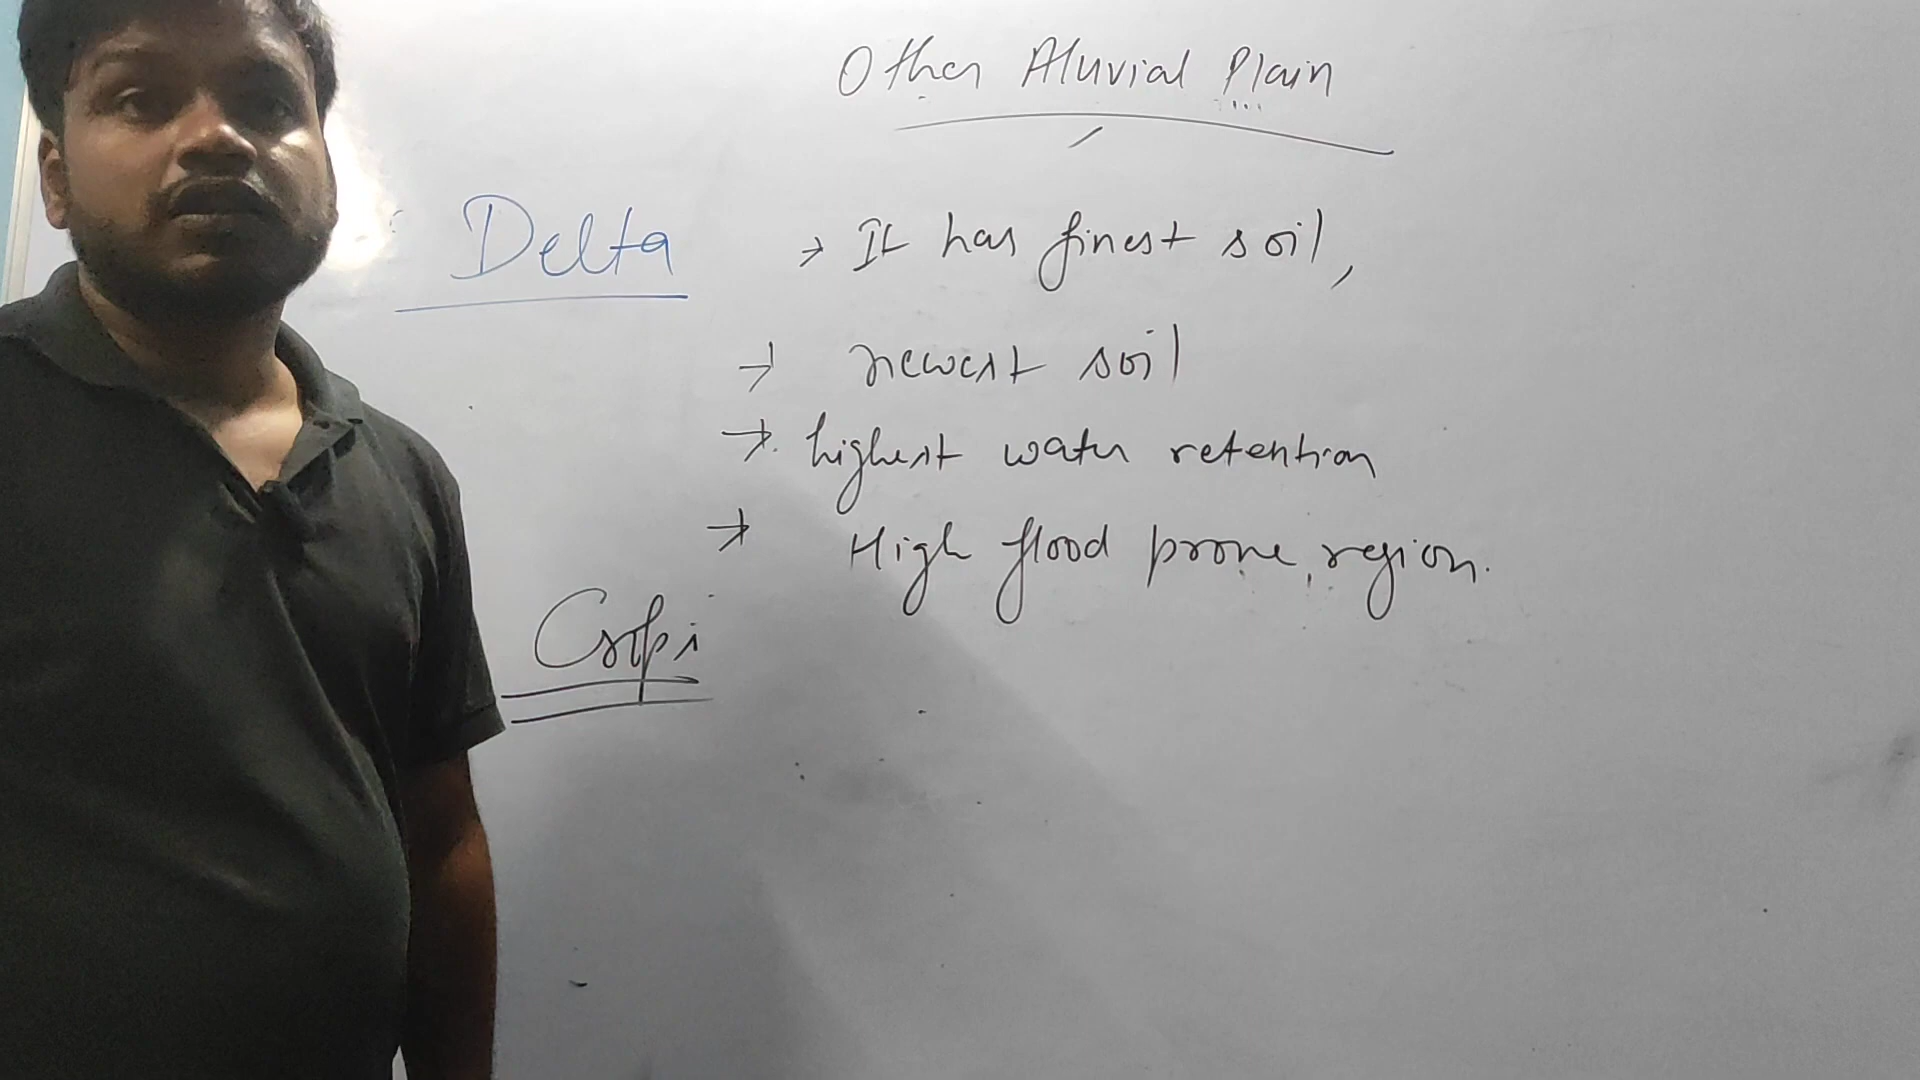 Other Aluvial Plain
Delta → It has finest soil,
→ newest soil
→ highest water retention
→ High flood prone region.